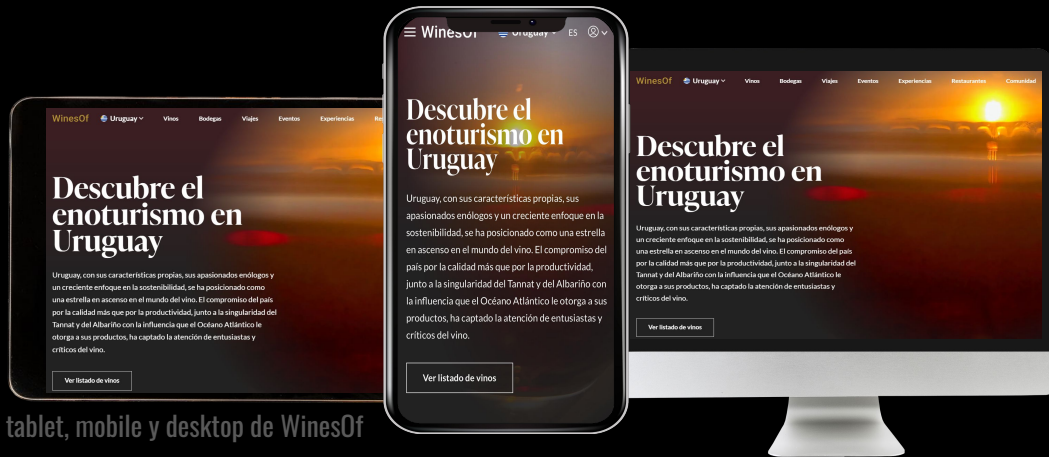 WinesOf Uruguay Vinos Bodegas Viajes Eventos Experiencias
Descubre el
enoturismo en
Uruguay
Uruguay, con sus características propias, sus apasionados enólogos y
un creciente enfoque en la sostenibilidad, se ha posicionado como
una estrella en ascenso en el mundo del vino. El compromiso del país
por la calidad más que por la productividad, junto a la singularidad del
Tannat y del Albariño con la influencia que el Océano Atlántico le
otorga a sus productos, ha captado la atención de entusiastas y
críticos del vino.
Ver listado de vinos
WinesOf Uruguay ES
Descubre el
enoturismo en
Uruguay
Uruguay, con sus características propias, sus
apasionados enólogos y un creciente enfoque en la
sostenibilidad, se ha posicionado como una estrella
en ascenso en el mundo del vino. El compromiso del
país por la calidad más que por la productividad,
junto a la singularidad del Tannat y del Albariño con
la influencia que el Océano Atlántico le otorga a sus
productos, ha captado la atención de entusiastas y
críticos del vino.
Ver listado de vinos
WinesOf Uruguay Vinos Bodegas Viajes Eventos Experiencias Restaurantes Comunidad
Descubre el
enoturismo en
Uruguay
Uruguay, con sus características propias, sus apasionados enólogos y
un creciente enfoque en la sostenibilidad, se ha posicionado como
una estrella en ascenso en el mundo del vino. El compromiso del país
por la calidad más que por la productividad, junto a la singularidad del
Tannat y del Albariño con la influencia que el Océano Atlántico le
otorga a sus productos, ha captado la atención de entusiastas y
críticos del vino.
Ver listado de vinos
tablet, mobile y desktop de WinesOf